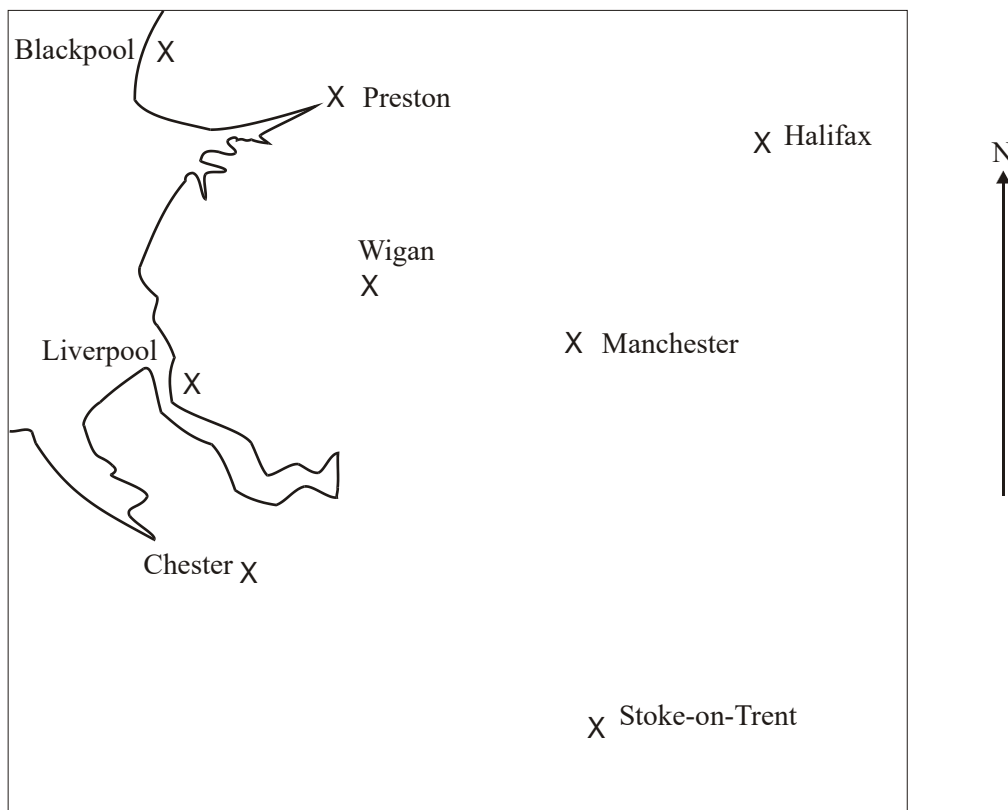 Blackpool X
X Preston
X Halifax
N
Wigan
X
X Manchester
Liverpool
X
Chester X
X Stoke-on-Trent